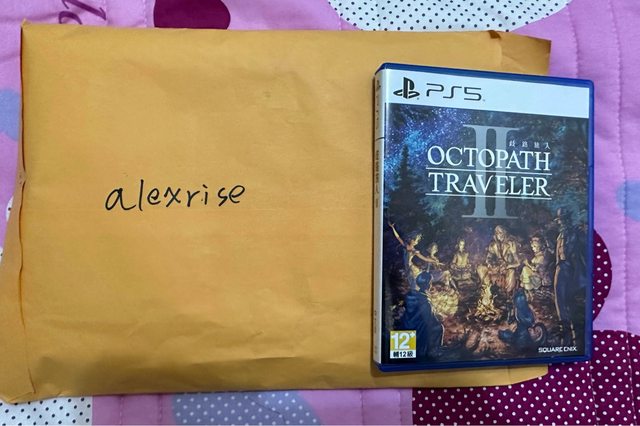 alexrise
PS5
II
歧路旅人
OCTOPATH
TRAVELER
12+
輔12級
SQUARE ENIX